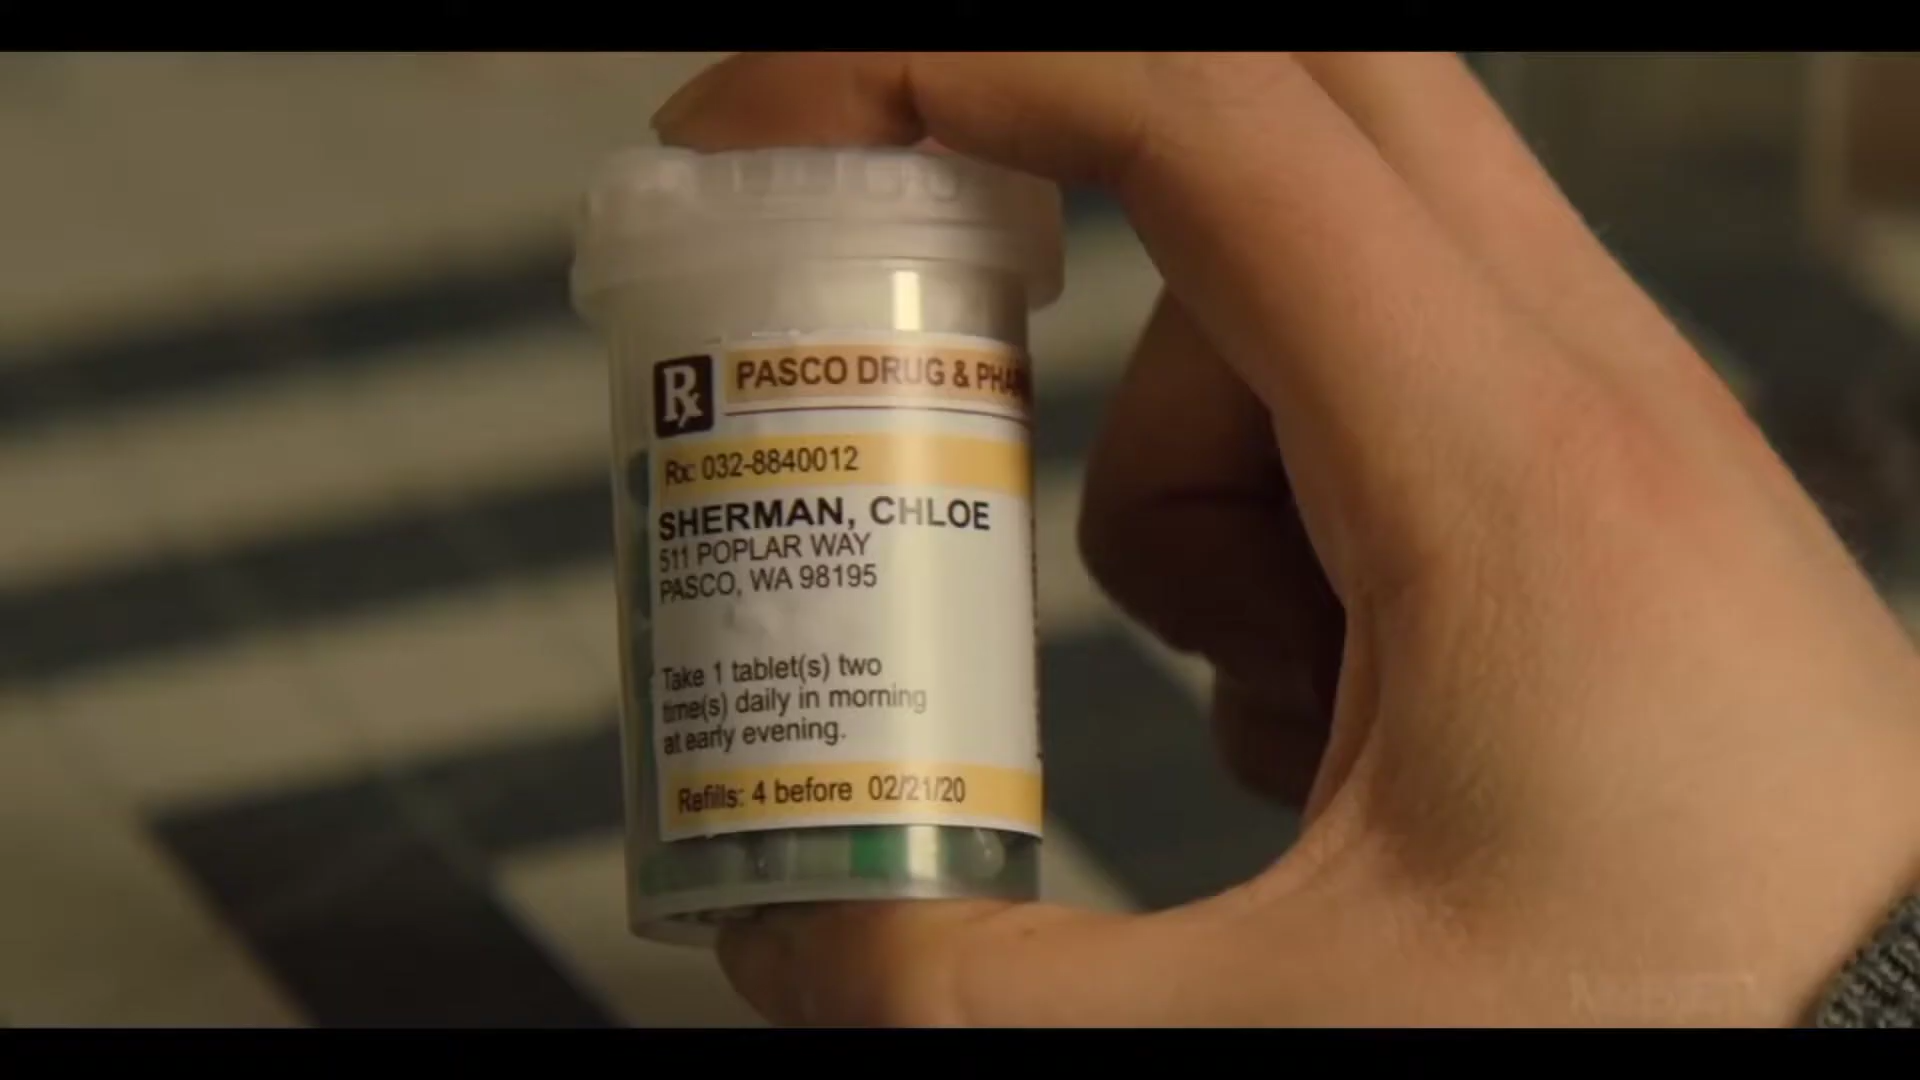 Rx PASCO DRUG &
Rx: 032-8840012
SHERMAN, CHLOE
511 POPLAR WAY
PASCO, WA 98195
Take 1 tablet(s) two
time(s) daily in morning
at early evening.
Refills: 4 before 02/21/20